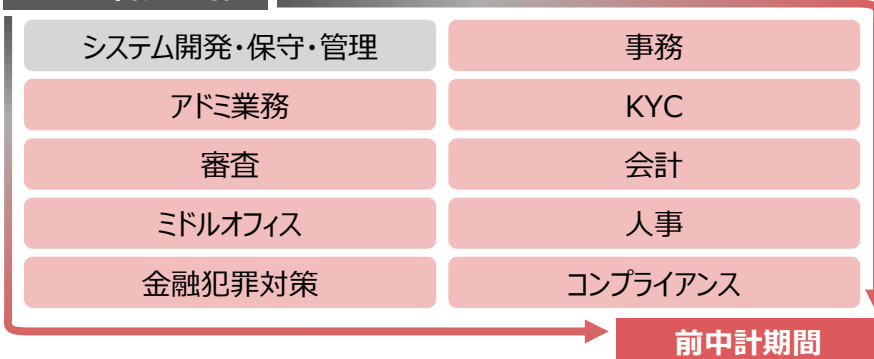 システム開発・保守・管理
事務
アドミ業務
KYC
審査
会計
ミドルオフィス
人事
金融犯罪対策
コンプライアンス
前中計期間